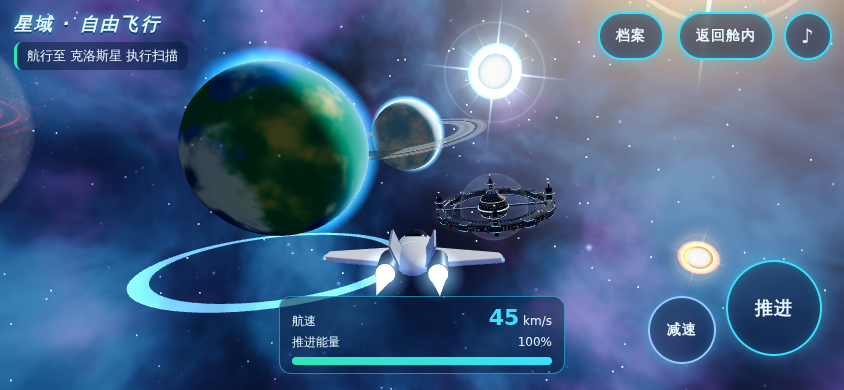 星域 · 自由飞行
航行至 克洛斯星 执行扫描
档案
返回舱内
♪
航速 45 km/s
推进能量 100%
减速
推进